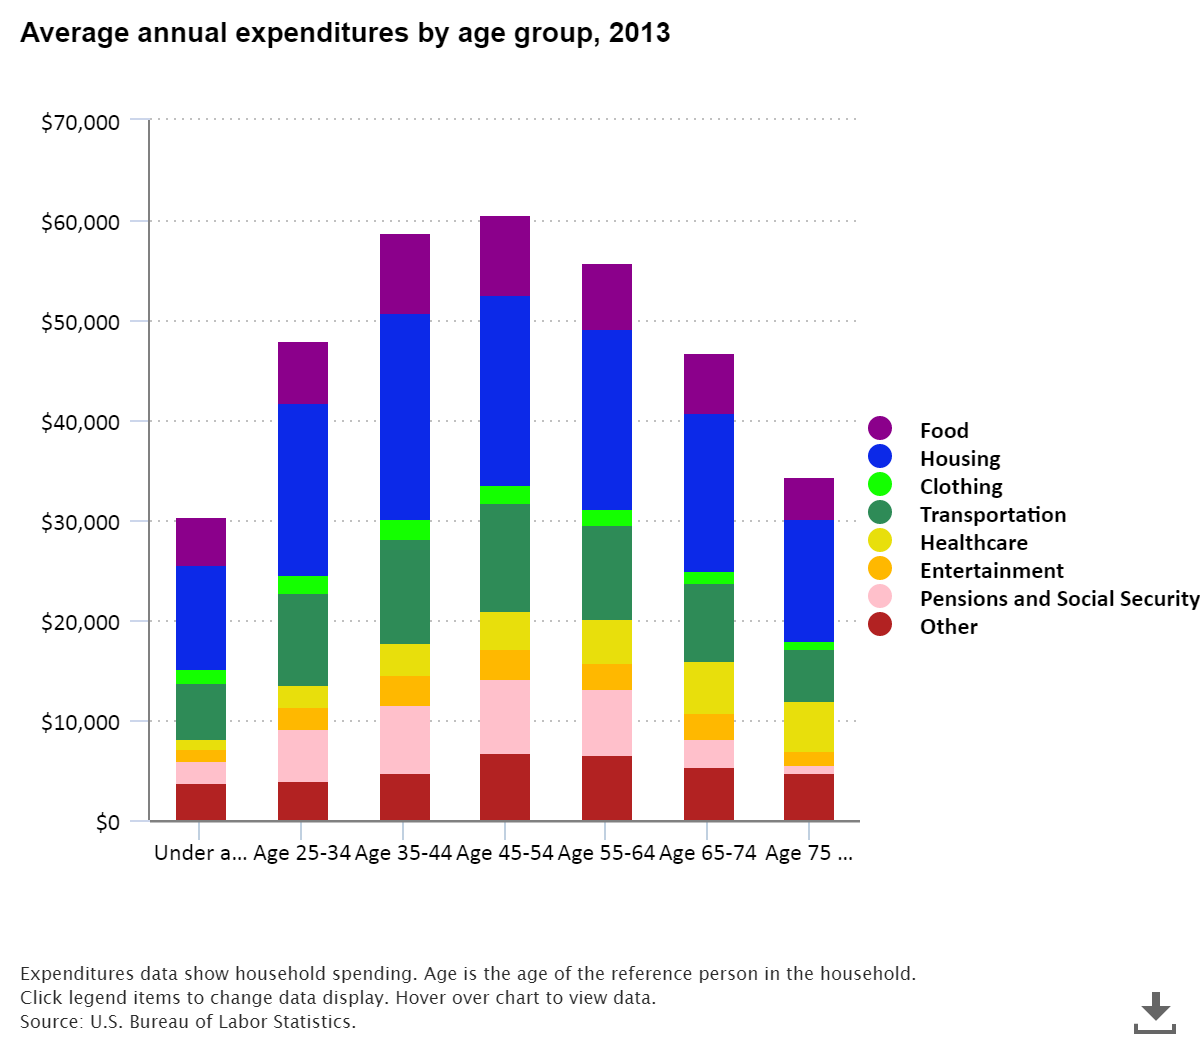 Average annual expenditures by age group, 2013
$70,000
$60,000
$50,000
$40,000
$30,000
$20,000
$10,000
$0
Under a... Age 25-34 Age 35-44 Age 45-54 Age 55-64 Age 65-74 Age 75 ...
Food
Housing
Clothing
Transportation
Healthcare
Entertainment
Pensions and Social Security
Other
Expenditures data show household spending. Age is the age of the reference person in the household.
Click legend items to change data display. Hover over chart to view data.
Source: U.S. Bureau of Labor Statistics.